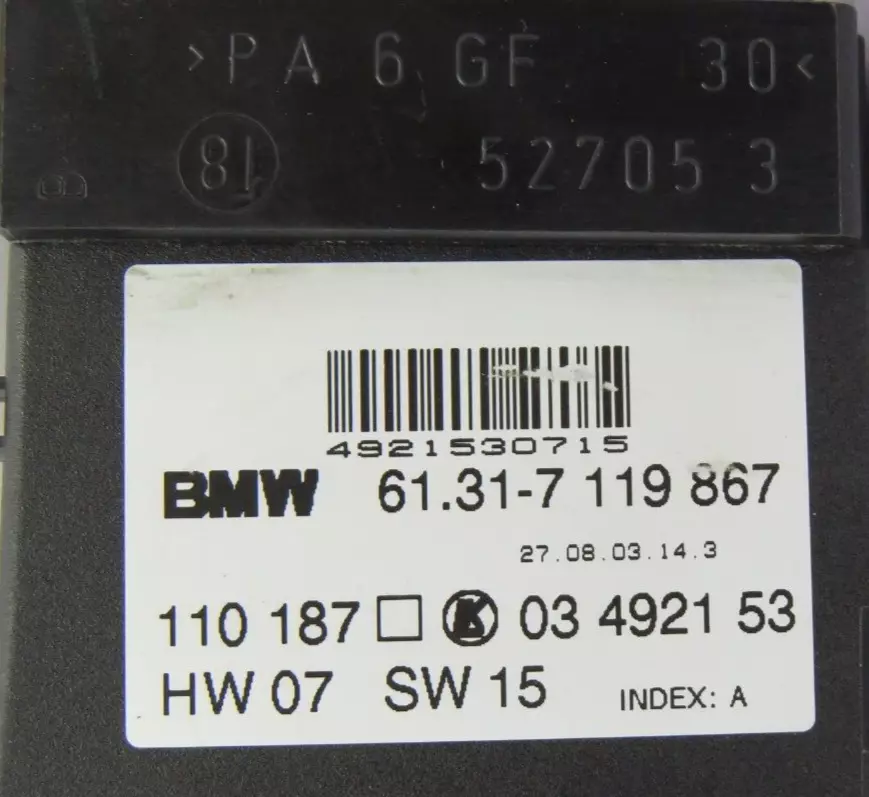 >PA 6 GF 30<
81 52705 3
4921530715
BMW 61.31-7 119 867
27.08.03.14.3
110 187 □ K 03 4921 53
HW 07 SW 15 INDEX: A